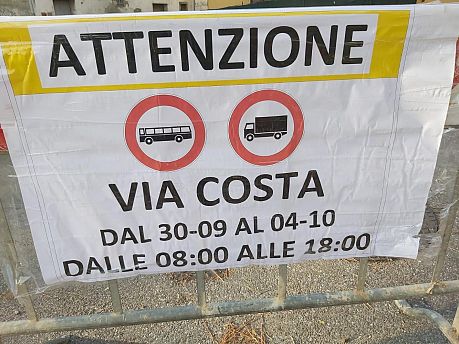 ATTENZIONE
VIA COSTA
DAL 30-09 AL 04-10
DALLE 08:00 ALLE 18:00